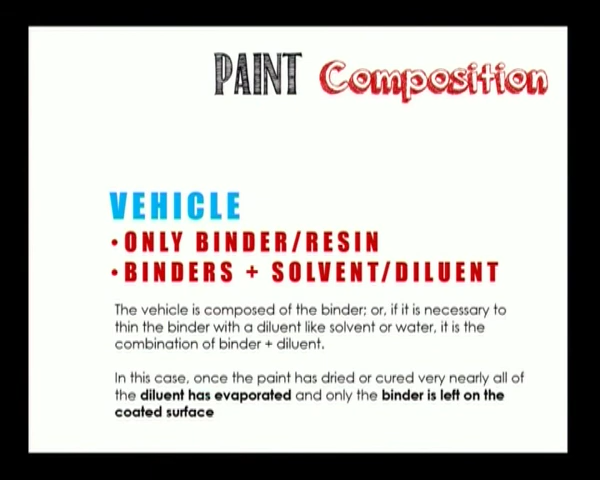 PAINT Composition
VEHICLE
•ONLY BINDER/RESIN
•BINDERS + SOLVENT/DILUENT
The vehicle is composed of the binder; or, if it is necessary to
thin the binder with a diluent like solvent or water, it is the
combination of binder + diluent.
In this case, once the paint has dried or cured very nearly all of
the diluent has evaporated and only the binder is left on the
coated surface